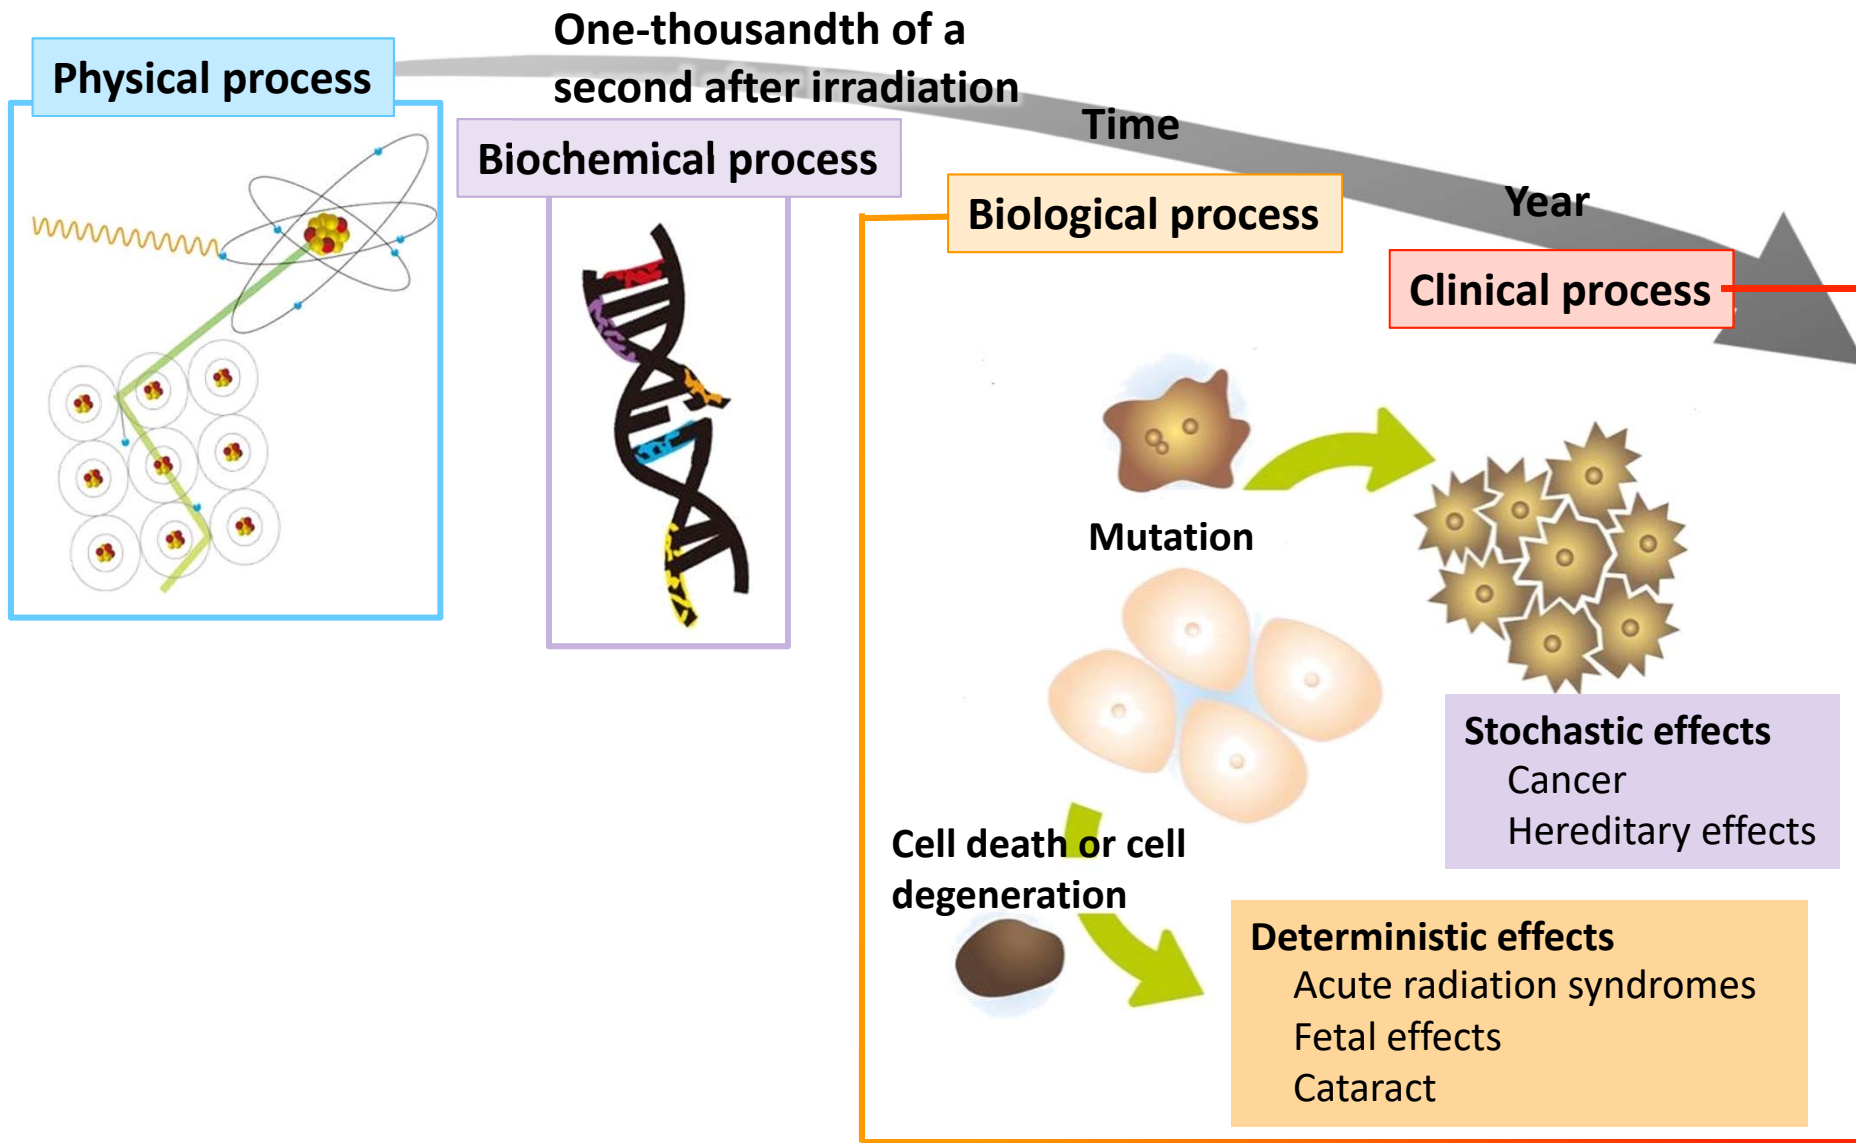 One-thousandth of a
second after irradiation
Physical process
Time
Biochemical process
Year
Biological process
Clinical process
Mutation
Stochastic effects
Cancer
Hereditary effects
Cell death or cell
degeneration
Deterministic effects
Acute radiation syndromes
Fetal effects
Cataract